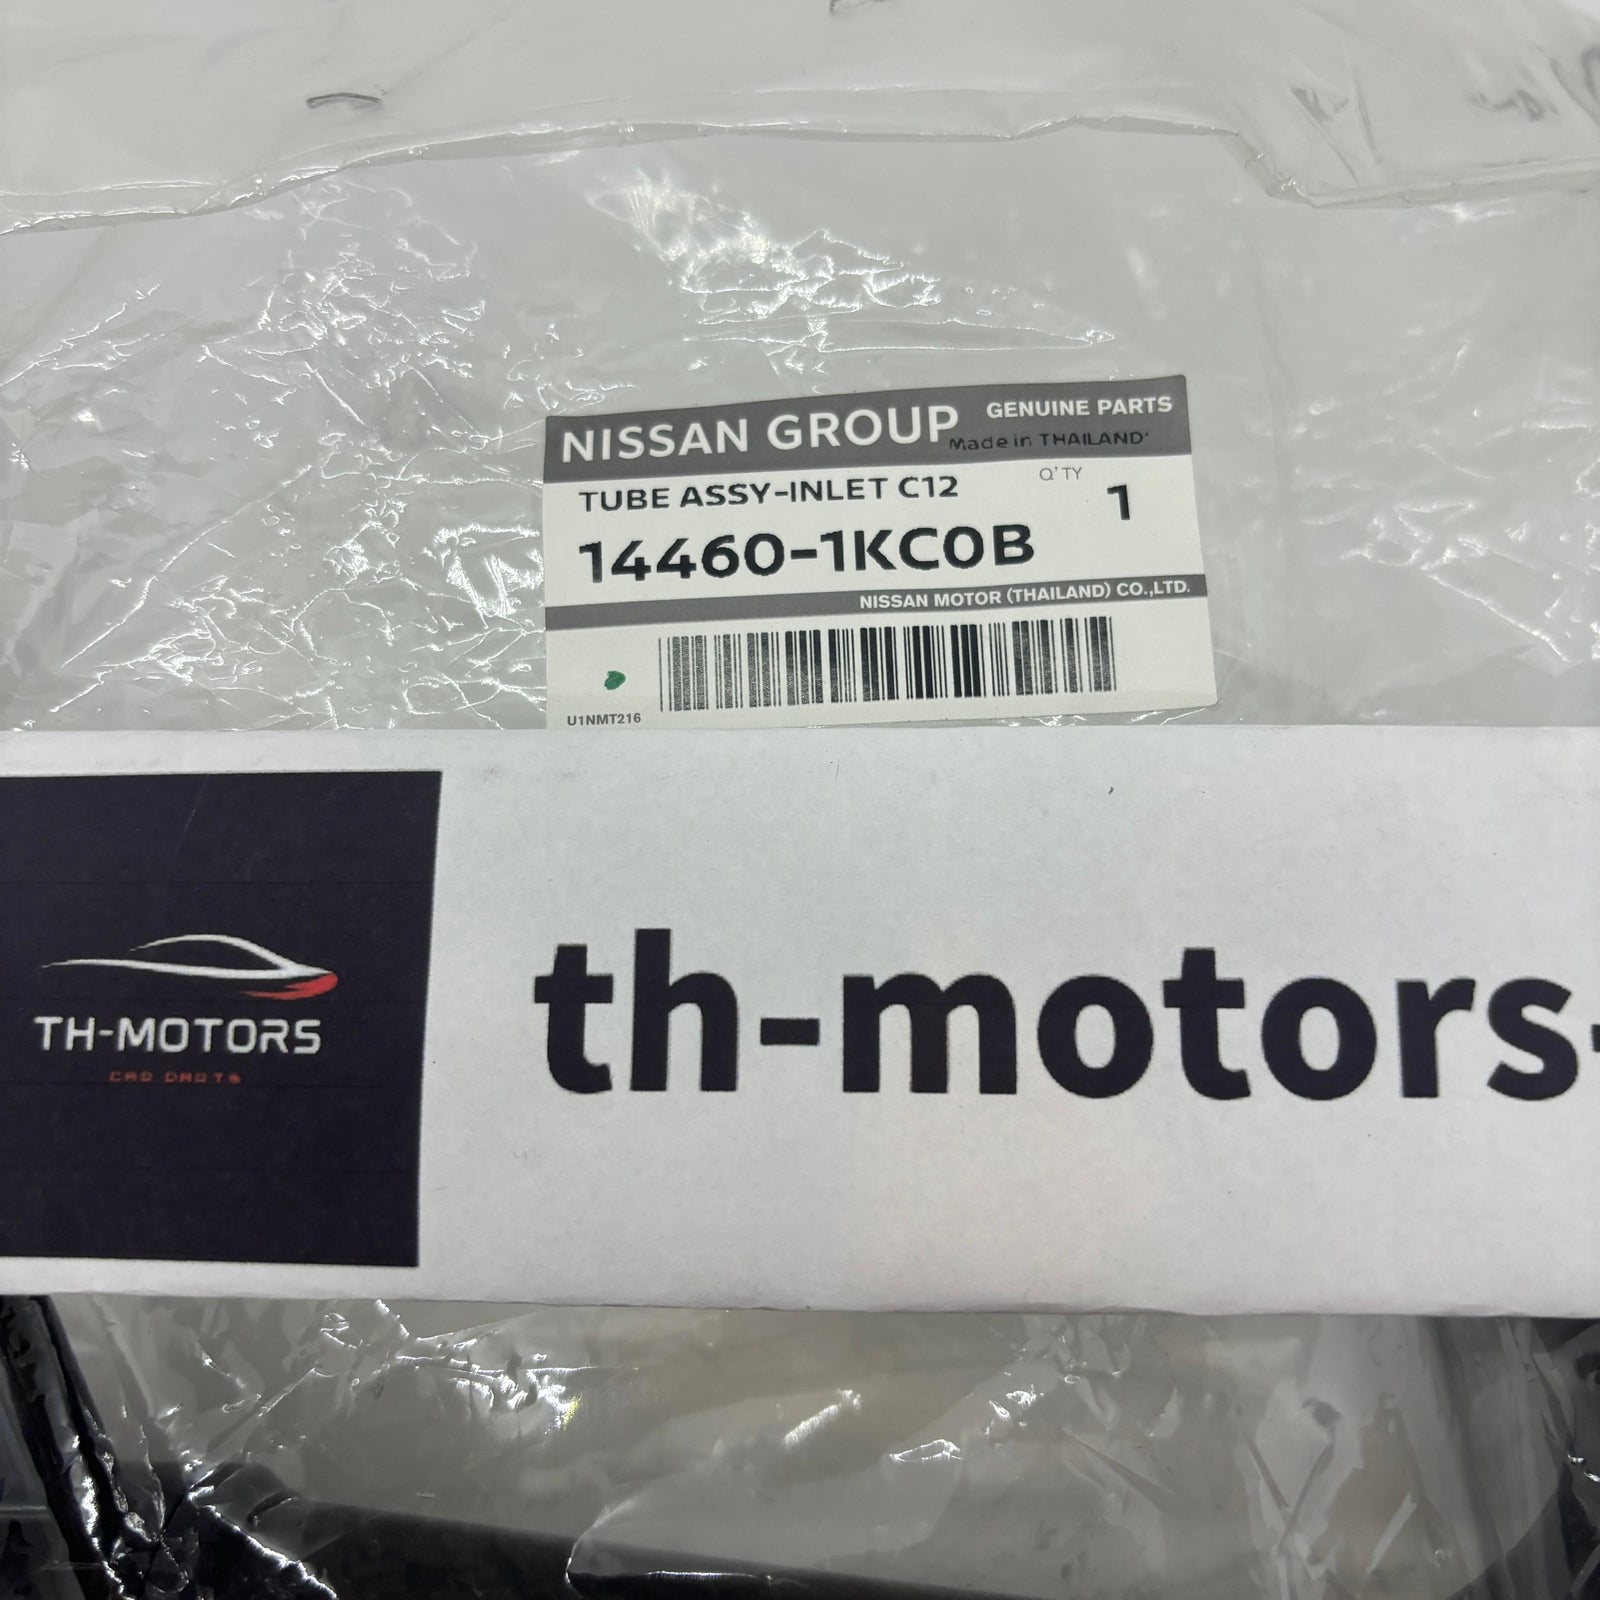 NISSAN GROUP GENUINE PARTS
Made in THAILAND
TUBE ASSY-INLET C12 Q'TY 1
14460-1KC0B
NISSAN MOTOR (THAILAND) CO.,LTD.
U1NMT216
TH-MOTORS
th-motors-